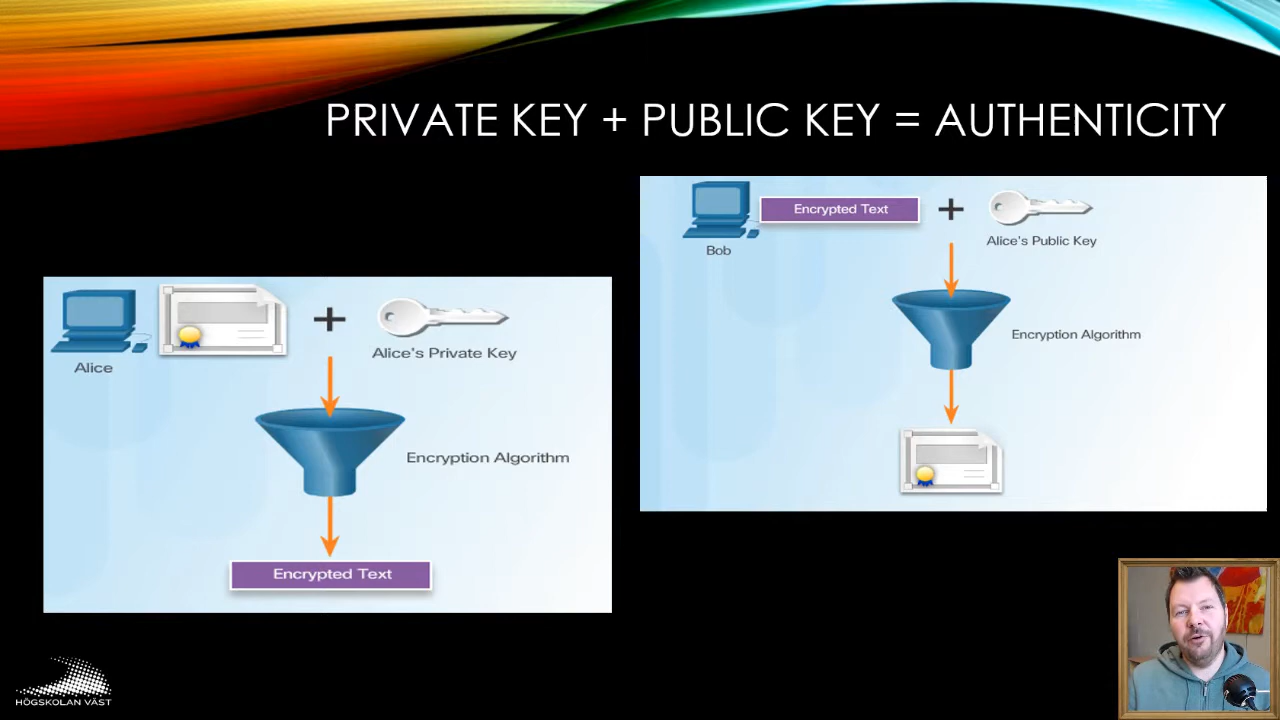 PRIVATE KEY + PUBLIC KEY = AUTHENTICITY
Alice
+
Alice's Private Key
Encryption Algorithm
Encrypted Text
Bob
Encrypted Text
+
Alice's Public Key
Encryption Algorithm
HÖGSKOLAN VÄST